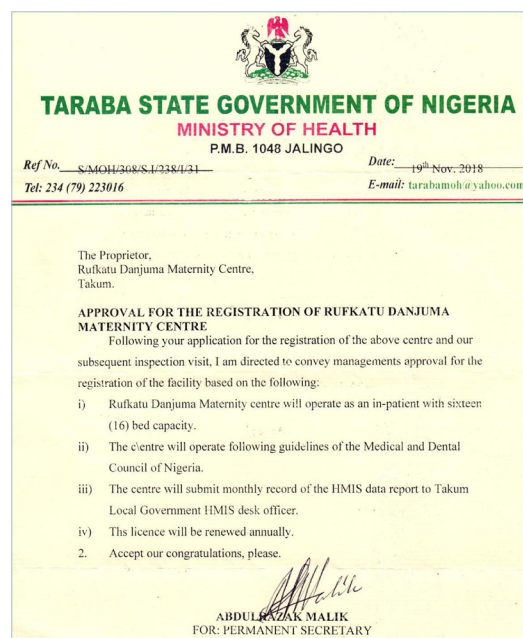 TARABA STATE GOVERNMENT OF NIGERIA
MINISTRY OF HEALTH
P.M.B. 1048 JALINGO
Ref No. S/MOH/308/S.I/238/I/31
Date: 19th Nov. 2018
Tel: 234 (79) 223016
E-mail: tarabamoh@yahoo.com
The Proprietor,
Rufkatu Danjuma Maternity Centre,
Takum.
APPROVAL FOR THE REGISTRATION OF RUFKATU DANJUMA
MATERNITY CENTRE
Following your application for the registration of the above centre and our
subsequent inspection visit, I am directed to convey managements approval for the
registration of the facility based on the following:
i) Rufkatu Danjuma Maternity centre will operate as an in-patient with sixteen
(16) bed capacity.
ii) The c\entre will operate following guidelines of the Medical and Dental
Council of Nigeria.
iii) The centre will submit monthly record of the HMIS data report to Takum
Local Government HMIS desk officer.
iv) Ths licence will be renewed annually.
2. Accept our congratulations, please.
ABDULRAZAK MALIK
FOR: PERMANENT SECRETARY